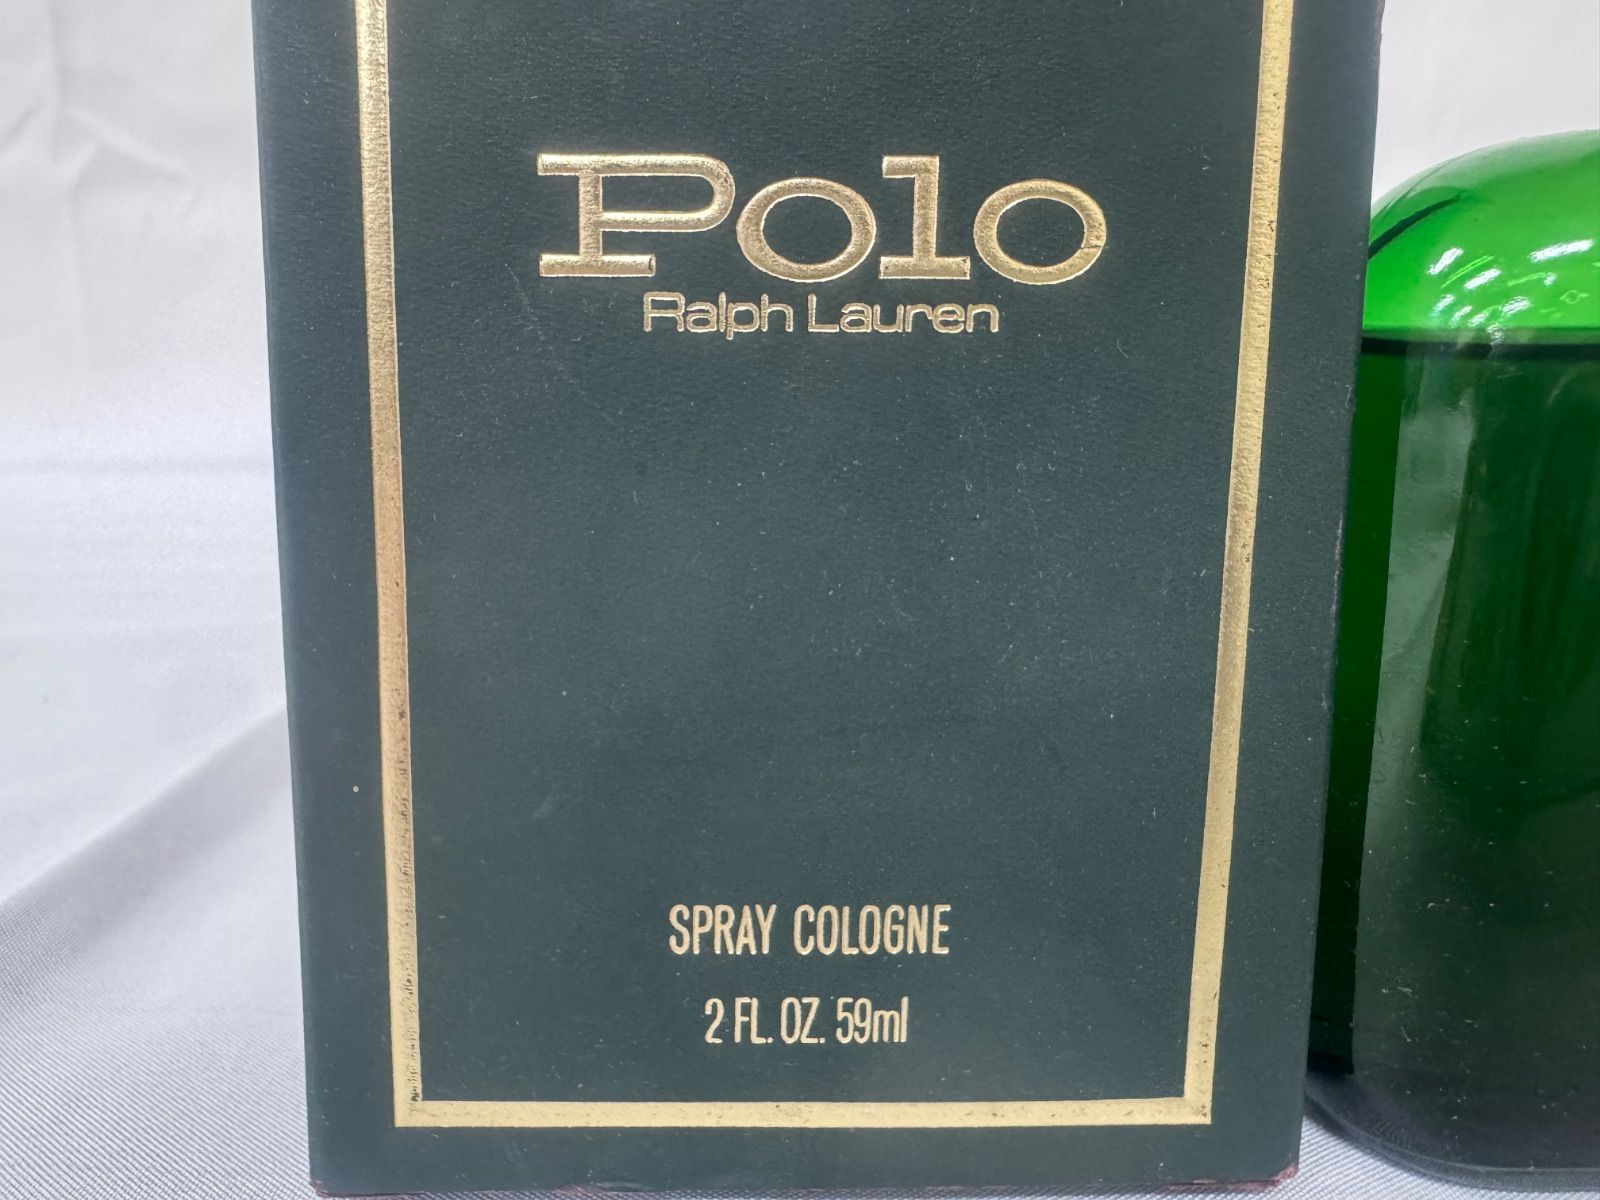 Polo
Ralph Lauren
SPRAY COLOGNE
2 FL. OZ. 59ml